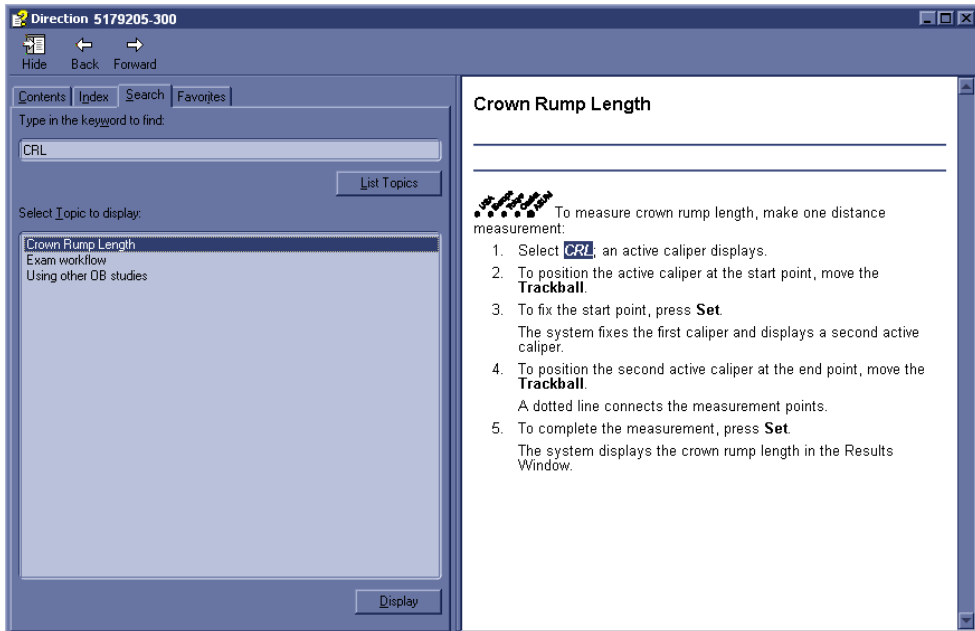 Direction 5179205-300
Hide Back Forward
Contents Index Search Favorites
Type in the keyword to find:
CRL
List Topics
Select Topic to display:
Crown Rump Length
Exam workflow
Using other OB studies
Display
Crown Rump Length
USA Europe Tokyo Osaka ASUM
To measure crown rump length, make one distance
measurement:
1. Select CRL; an active caliper displays.
2. To position the active caliper at the start point, move the
Trackball.
3. To fix the start point, press Set.
The system fixes the first caliper and displays a second active
caliper.
4. To position the second active caliper at the end point, move the
Trackball.
A dotted line connects the measurement points.
5. To complete the measurement, press Set.
The system displays the crown rump length in the Results
Window.